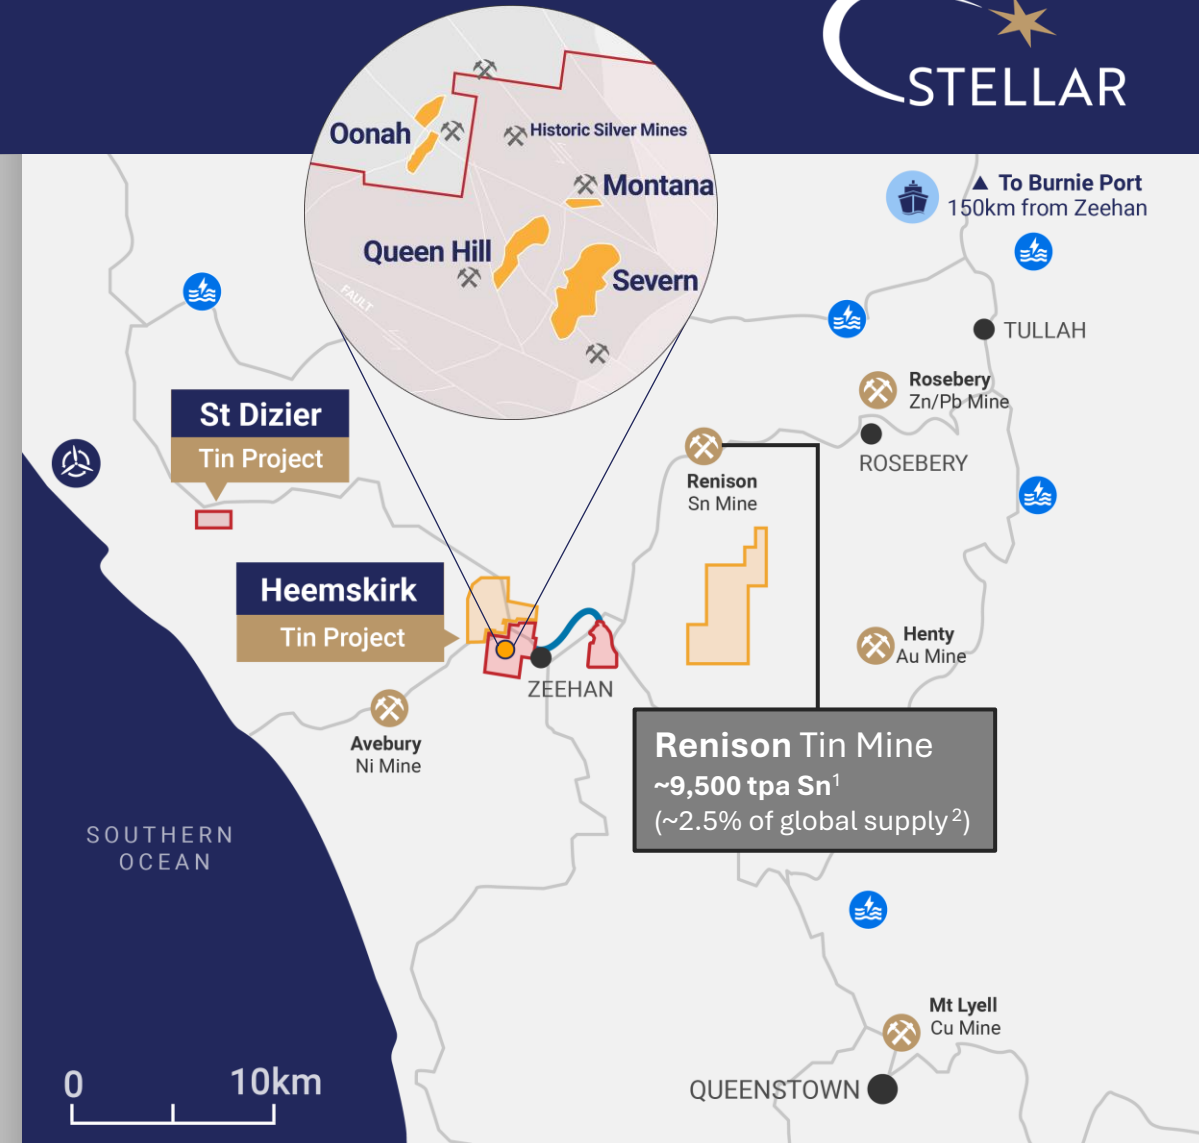 STELLAR
Oonah
Historic Silver Mines
Montana
Queen Hill
Severn
FAULT
▲ To Burnie Port
150km from Zeehan
TULLAH
Rosebery
Zn/Pb Mine
ROSEBERY
St Dizier
Tin Project
Renison
Sn Mine
Heemskirk
Tin Project
ZEEHAN
Henty
Au Mine
Avebury
Ni Mine
Renison Tin Mine
~9,500 tpa Sn¹
(~2.5% of global supply²)
SOUTHERN
OCEAN
Mt Lyell
Cu Mine
QUEENSTOWN
0 10km